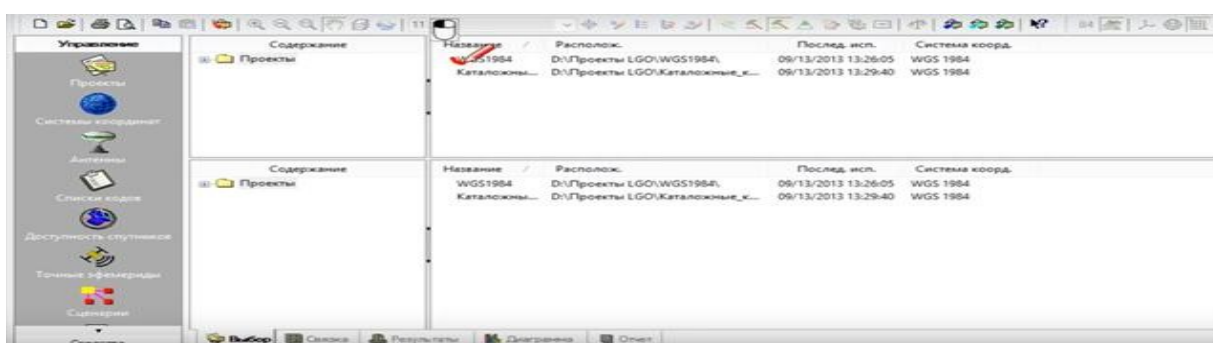 11
Управление
Проекты
Системы координат
Антенны
Списки кодов
Доступность спутников
Точные эфемериды
Сценарии
Содержание
Проекты
Название / Располож. Послед. исп. Система коорд.
WGS1984 D:\Проекты LGO\WGS1984\ 09/13/2013 13:26:05 WGS 1984
Каталожны... D:\Проекты LGO\Каталожные_к... 09/13/2013 13:29:40 WGS 1984
Содержание
Проекты
Название / Располож. Послед. исп. Система коорд.
WGS1984 D:\Проекты LGO\WGS1984\ 09/13/2013 13:26:05 WGS 1984
Каталожны... D:\Проекты LGO\Каталожные_к... 09/13/2013 13:29:40 WGS 1984
Выбор Связка Результаты Диаграмма Отчет